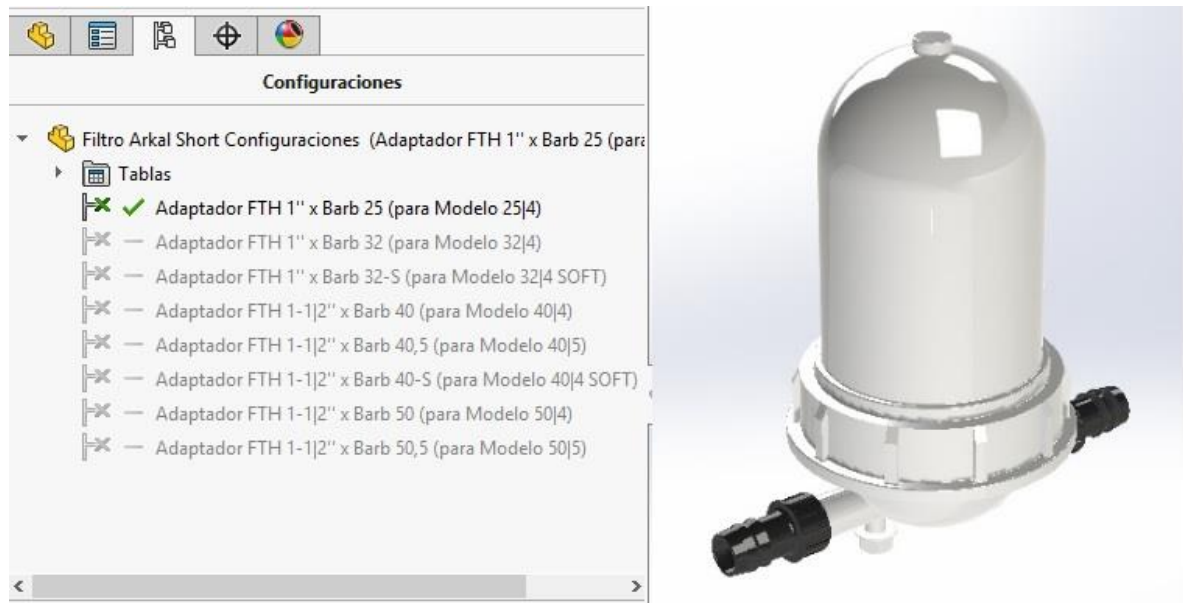 Configuraciones
Filtro Arkal Short Configuraciones (Adaptador FTH 1'' x Barb 25 (para
Tablas
Adaptador FTH 1'' x Barb 25 (para Modelo 25|4)
Adaptador FTH 1'' x Barb 32 (para Modelo 32|4)
Adaptador FTH 1'' x Barb 32-S (para Modelo 32|4 SOFT)
Adaptador FTH 1-1|2'' x Barb 40 (para Modelo 40|4)
Adaptador FTH 1-1|2'' x Barb 40,5 (para Modelo 40|5)
Adaptador FTH 1-1|2'' x Barb 40-S (para Modelo 40|4 SOFT)
Adaptador FTH 1-1|2'' x Barb 50 (para Modelo 50|4)
Adaptador FTH 1-1|2'' x Barb 50,5 (para Modelo 50|5)